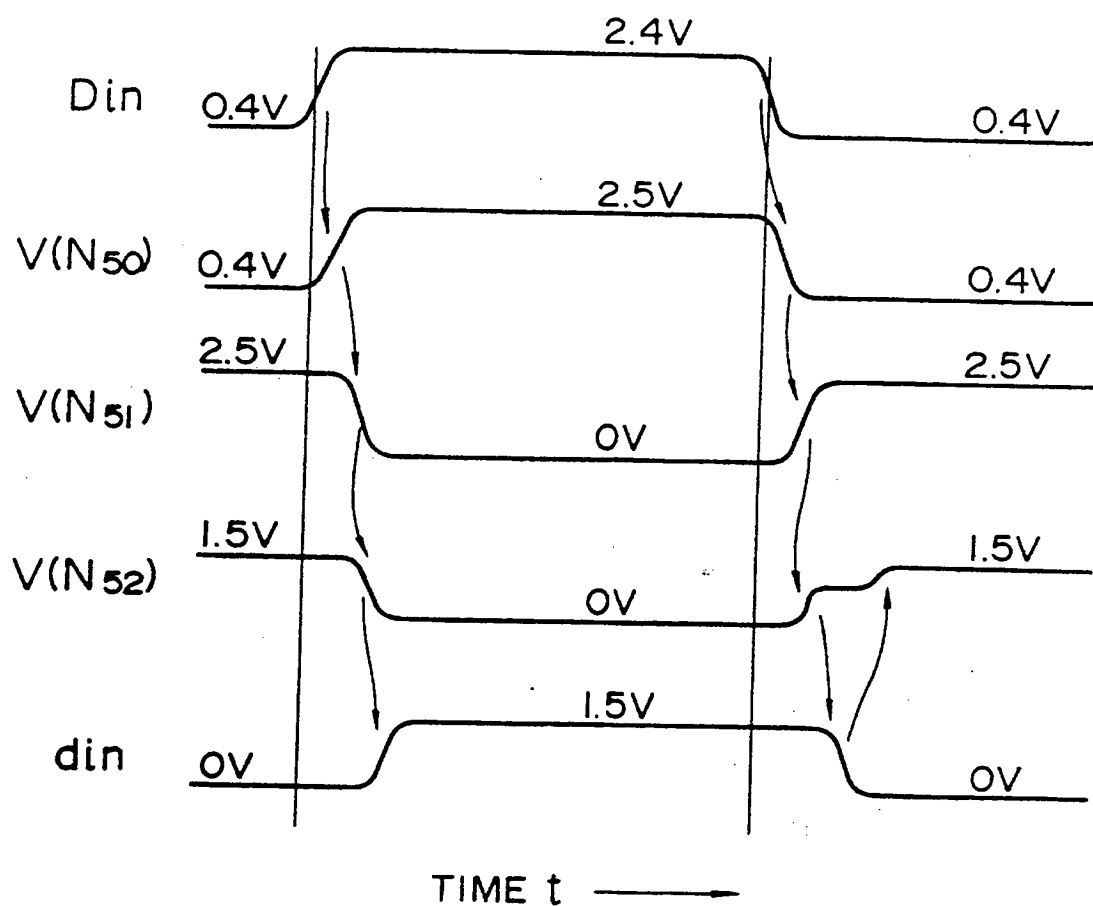 2.4V
Din 0.4V 0.4V
2.5V
V(N50) 0.4V 0.4V
2.5V 2.5V
V(N51) 0V
1.5V 1.5V
V(N52) 0V
1.5V
din 0V 0V
TIME t